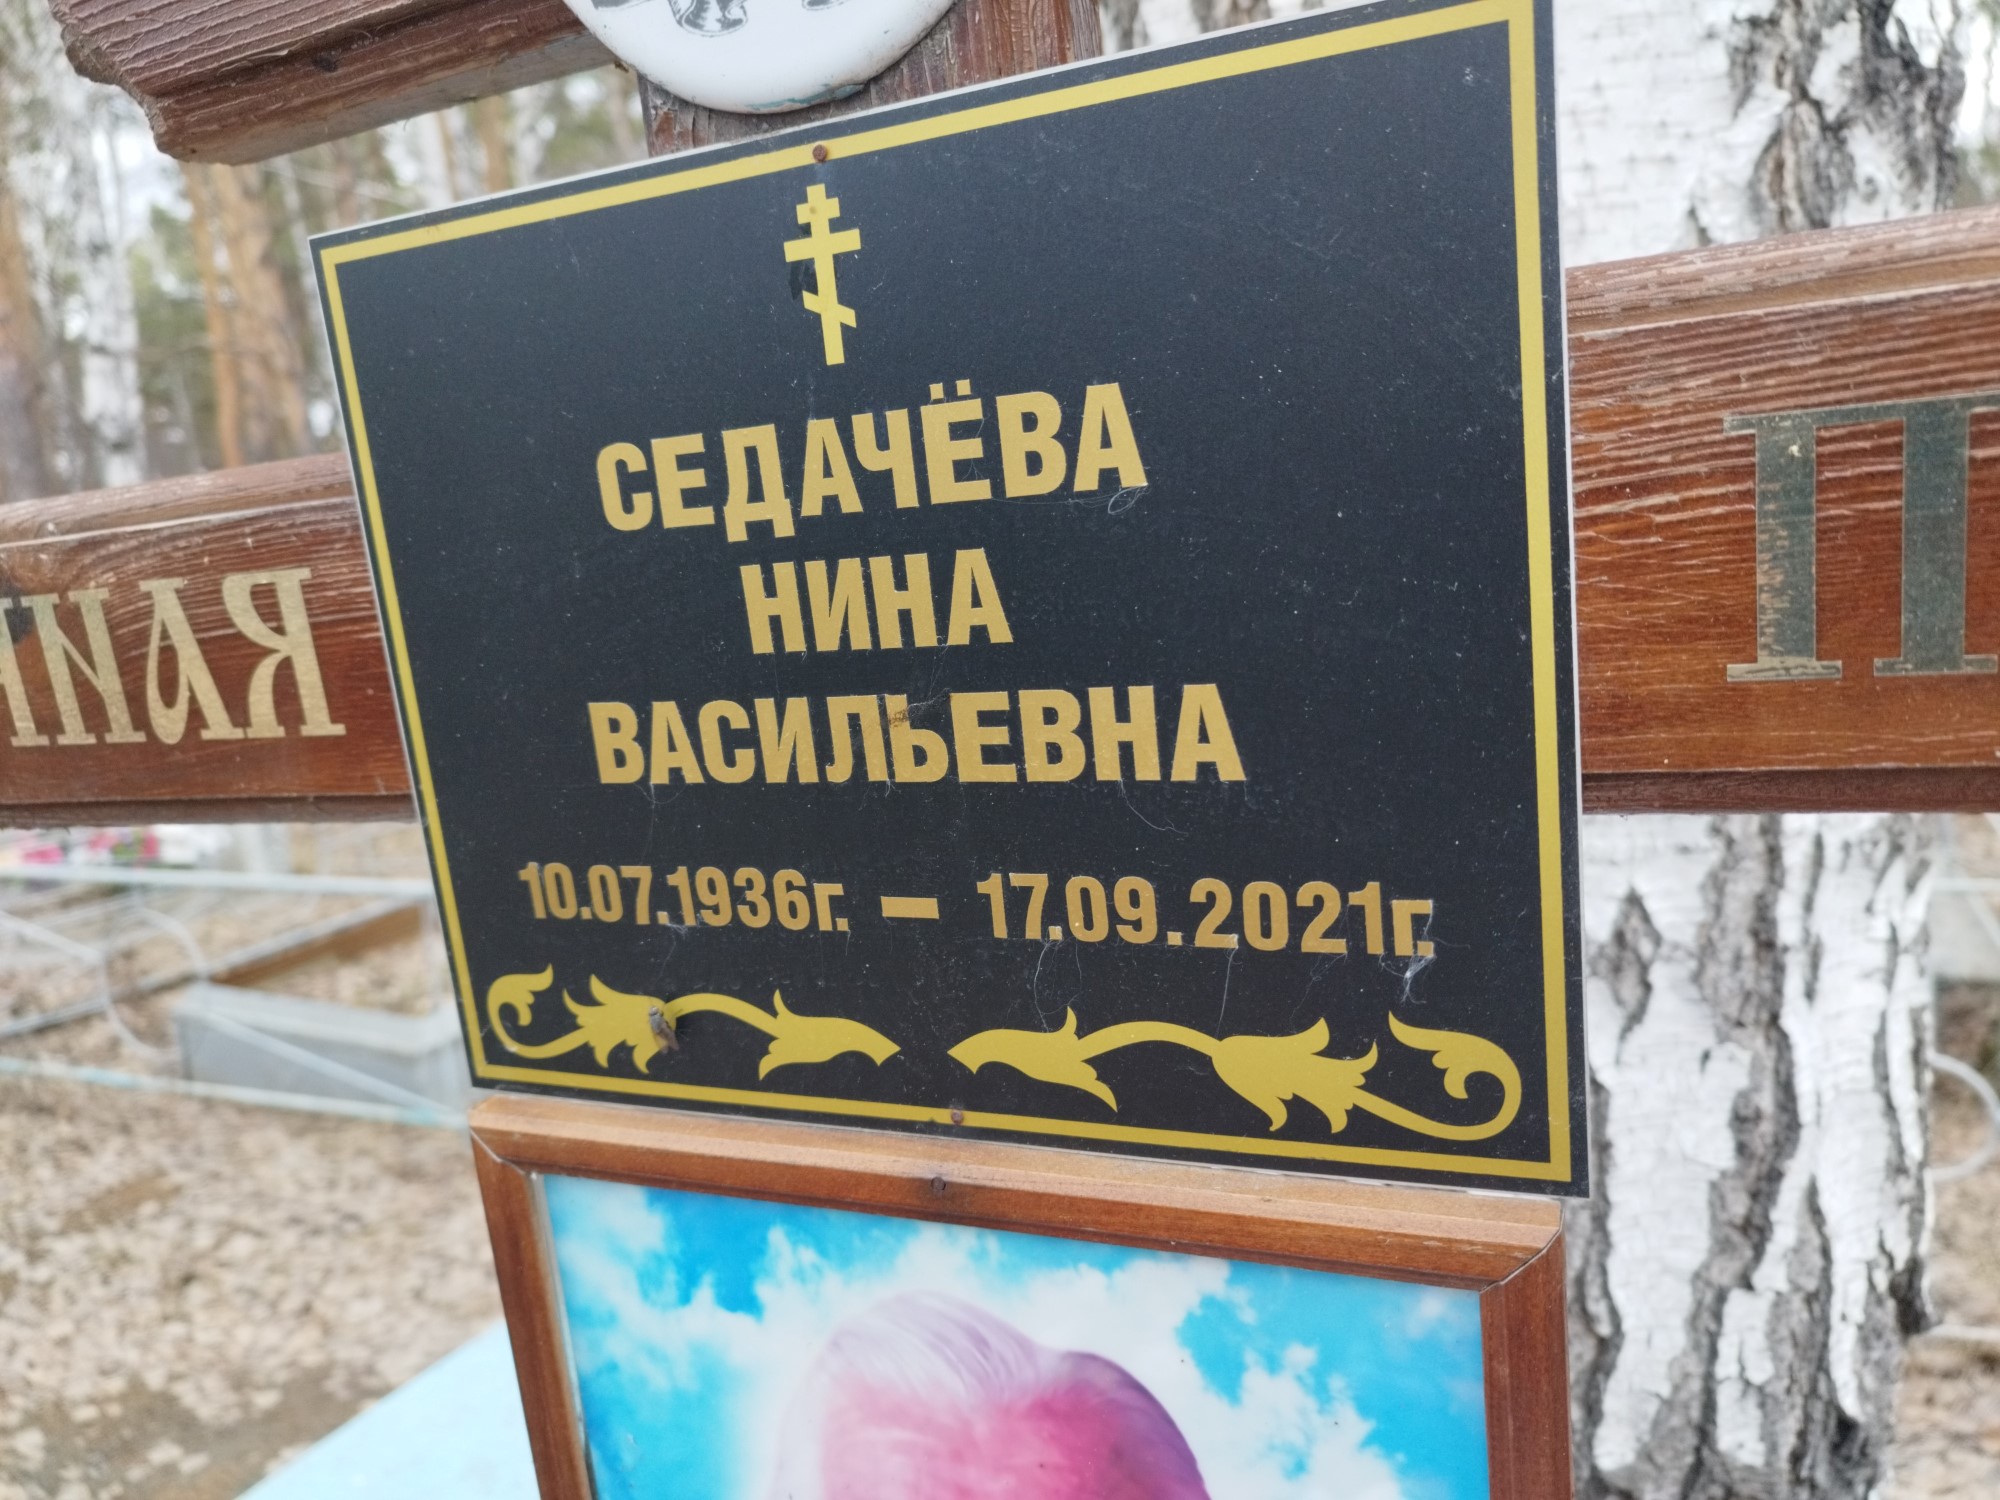 СЕДАЧЁВА
НИНА
ВАСИЛЬЕВНА
10.07.1936г. – 17.09.2021г.